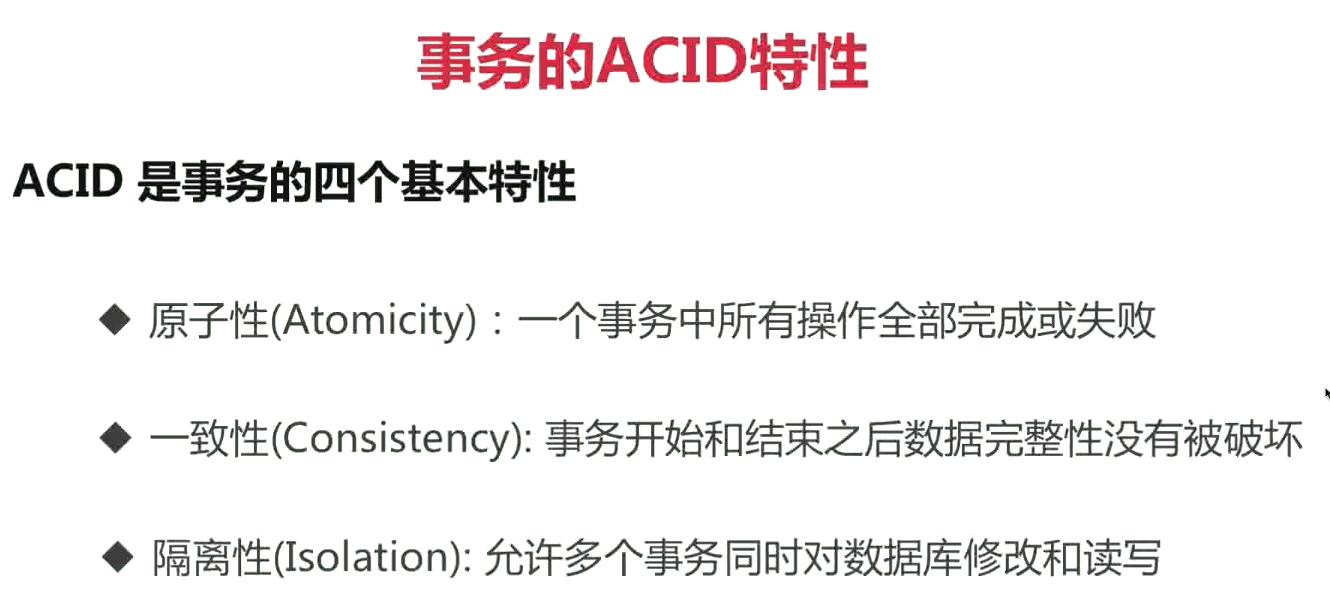 事务的ACID特性
ACID 是事务的四个基本特性
◆ 原子性(Atomicity)：一个事务中所有操作全部完成或失败
◆ 一致性(Consistency): 事务开始和结束之后数据完整性没有被破坏
◆ 隔离性(Isolation): 允许多个事务同时对数据库修改和读写